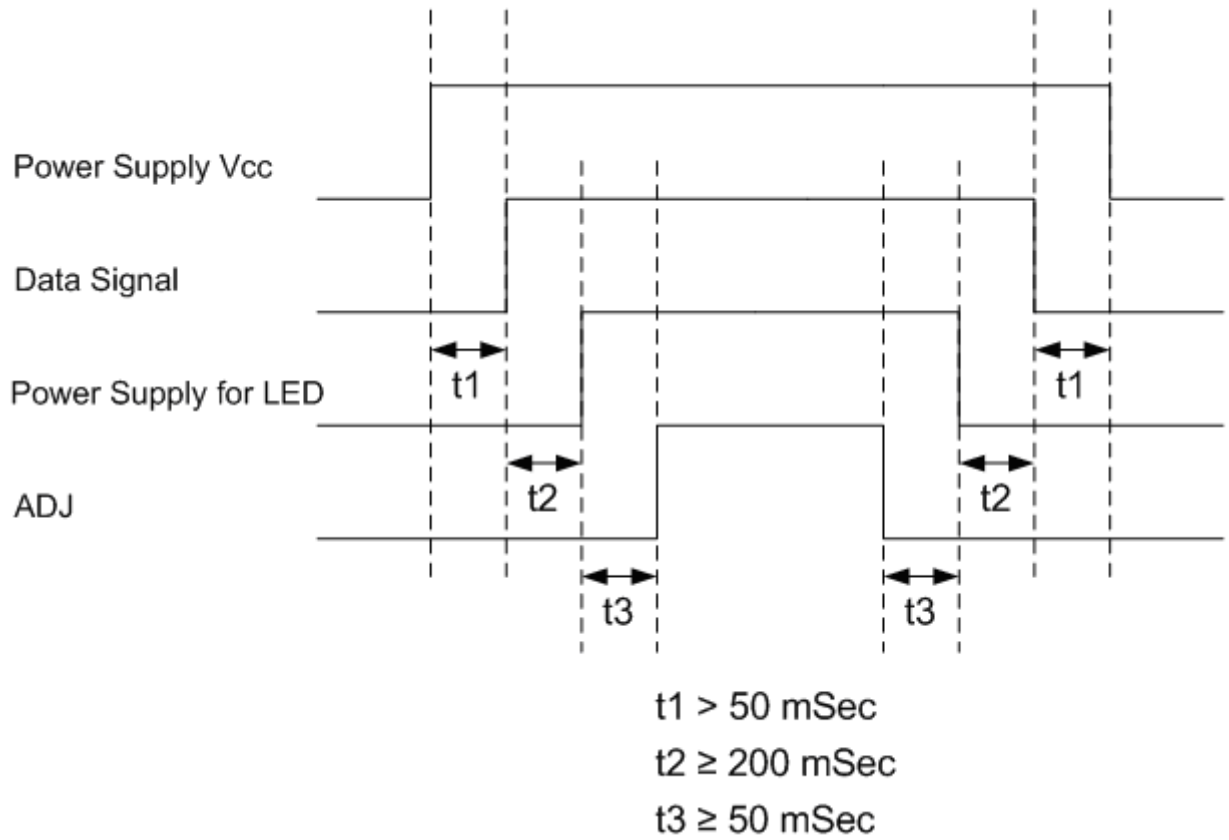 Power Supply Vcc
Data Signal
t1
t1
Power Supply for LED
t2
t2
ADJ
t3
t3
t1 > 50 mSec
t2 ≥ 200 mSec
t3 ≥ 50 mSec